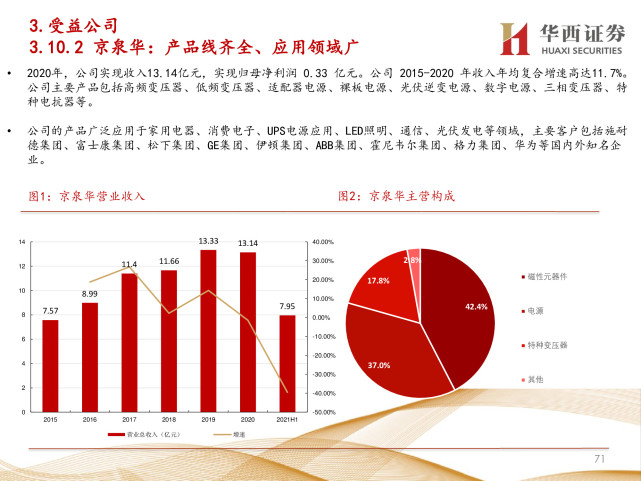 3.受益公司
3.10.2 京泉华：产品线齐全、应用领域广
华西证券
HUAXI SECURITIES
• 2020年，公司实现收入13.14亿元，实现归母净利润 0.33 亿元。公司 2015-2020 年收入年均复合增速高达11.7%。
公司主要产品包括高频变压器、低频变压器、适配器电源、裸板电源、光伏逆变电源、数字电源、三相变压器、特
种电抗器等。
• 公司的产品广泛应用于家用电器、消费电子、UPS电源应用、LED照明、通信、光伏发电等领域，主要客户包括施耐
德集团、富士康集团、松下集团、GE集团、伊顿集团、ABB集团、霍尼韦尔集团、格力集团、华为等国内外知名企
业。
图1：京泉华营业收入
图2：京泉华主营构成
14
12
10
8
6
4
2
0
7.57
8.99
11.4
11.66
13.33
13.14
7.95
40.00%
30.00%
20.00%
10.00%
0.00%
-10.00%
-20.00%
-30.00%
-40.00%
-50.00%
2015 2016 2017 2018 2019 2020 2021H1
营业总收入（亿元） 增速
42.4%
37.0%
17.8%
2.8%
磁性元器件
电源
特种变压器
其他
71